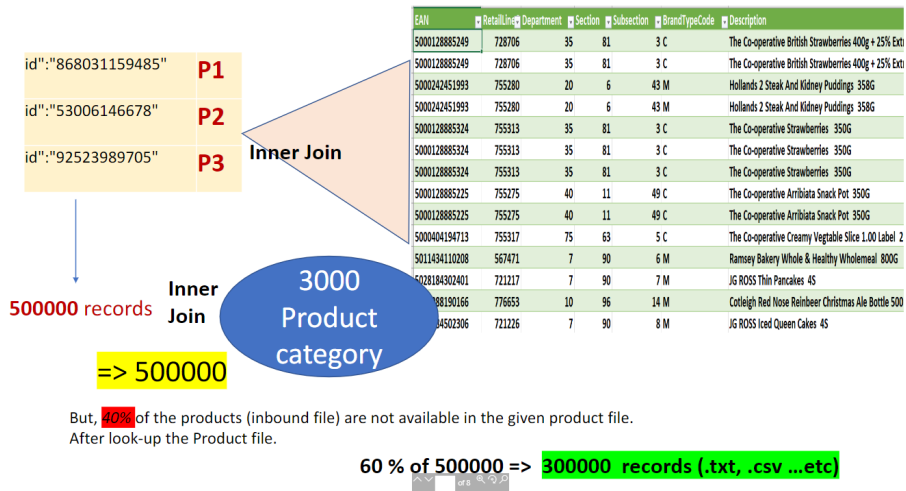 EAN RetailLine Department Section Subsection BrandTypeCode Description
5000128885249 728706 35 81 3 C The Co-operative British Strawberries 400g + 25% Extr
5000128885249 728706 35 81 3 C The Co-operative British Strawberries 400g + 25% Extr
5000242451993 755280 20 6 43 M Hollands 2 Steak And Kidney Puddings 358G
5000242451993 755280 20 6 43 M Hollands 2 Steak And Kidney Puddings 358G
5000128885324 755313 35 81 3 C The Co-operative Strawberries 350G
5000128885324 755313 35 81 3 C The Co-operative Strawberries 350G
5000128885324 755313 35 81 3 C The Co-operative Strawberries 350G
5000128885225 755275 40 11 49 C The Co-operative Arribiata Snack Pot 350G
5000128885225 755275 40 11 49 C The Co-operative Arribiata Snack Pot 350G
5000404194713 755317 75 63 5 C The Co-operative Creamy Vegtable Slice 1.00 Label 2
5011434110208 567471 7 90 6 M Ramsey Bakery Whole & Healthy Wholemeal 800G
5028184302401 721217 7 90 7 M JG ROSS Thin Pancakes 4S
88190166 776653 10 96 14 M Cotleigh Red Nose Reinbeer Christmas Ale Bottle 500
34502306 721226 7 90 8 M JG ROSS Iced Queen Cakes 4S
id":"868031159485" P1
id":"53006146678" P2
id":"92523989705" P3
Inner Join
500000 records
Inner
Join
3000
Product
category
=> 500000
But, 40% of the products (inbound file) are not available in the given product file.
After look-up the Product file.
60 % of 500000 => 300000 records (.txt, .csv ...etc)
of 8